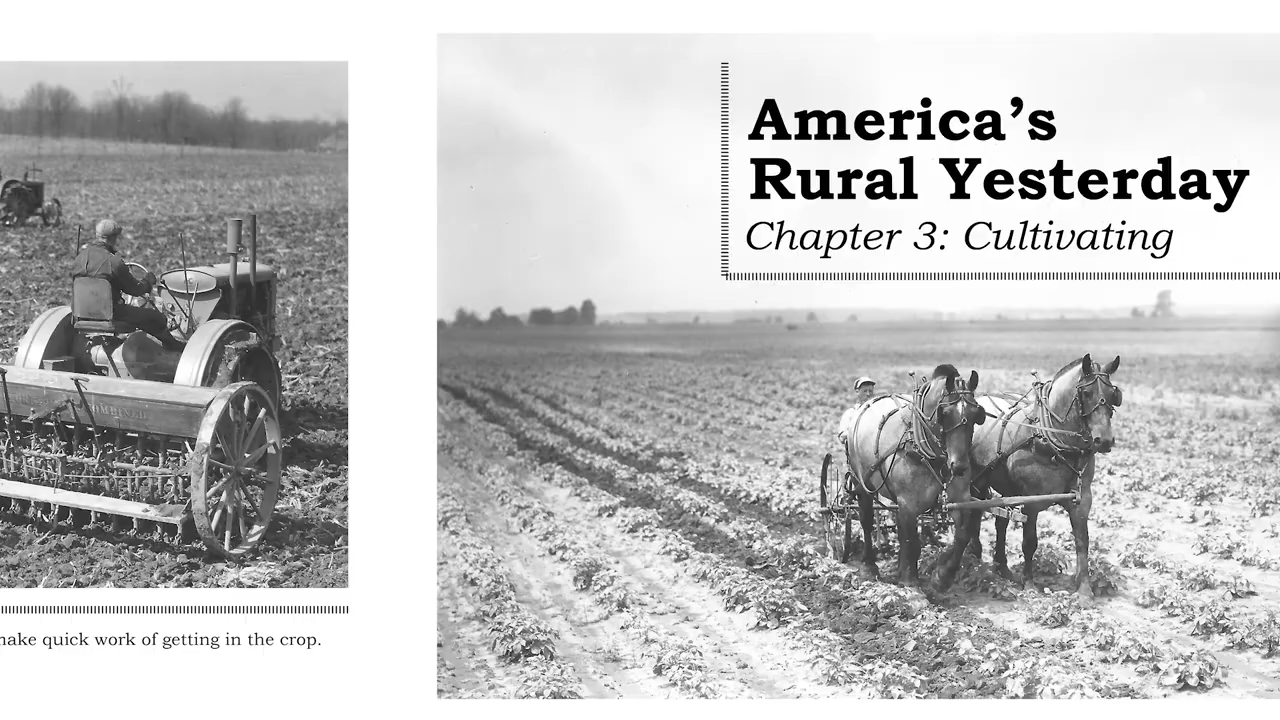 make quick work of getting in the crop.
America’s
Rural Yesterday
Chapter 3: Cultivating